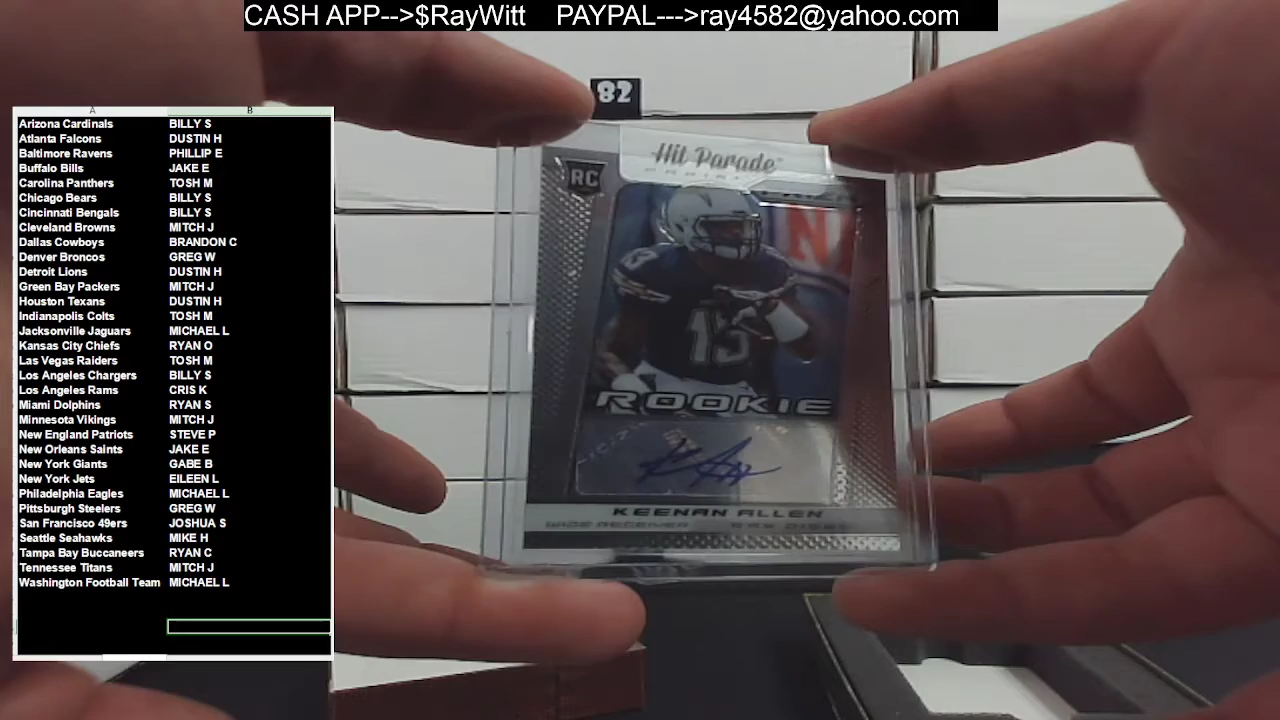 CASH APP-->$RayWitt PAYPAL--->ray4582@yahoo.com
82
A B
Arizona Cardinals BILLY S
Atlanta Falcons DUSTIN H
Baltimore Ravens PHILLIP E
Buffalo Bills JAKE E
Carolina Panthers TOSH M
Chicago Bears BILLY S
Cincinnati Bengals BILLY S
Cleveland Browns MITCH J
Dallas Cowboys BRANDON C
Denver Broncos GREG W
Detroit Lions DUSTIN H
Green Bay Packers MITCH J
Houston Texans DUSTIN H
Indianapolis Colts TOSH M
Jacksonville Jaguars MICHAEL L
Kansas City Chiefs RYAN O
Las Vegas Raiders TOSH M
Los Angeles Chargers BILLY S
Los Angeles Rams CRIS K
Miami Dolphins RYAN S
Minnesota Vikings MITCH J
New England Patriots STEVE P
New Orleans Saints JAKE E
New York Giants GABE B
New York Jets EILEEN L
Philadelphia Eagles MICHAEL L
Pittsburgh Steelers GREG W
San Francisco 49ers JOSHUA S
Seattle Seahawks MIKE H
Tampa Bay Buccaneers RYAN C
Tennessee Titans MITCH J
Washington Football Team MICHAEL L
Hit Parade
RC
13
13
ROOKIE
KEENAN ALLEN
WIDE RECEIVER